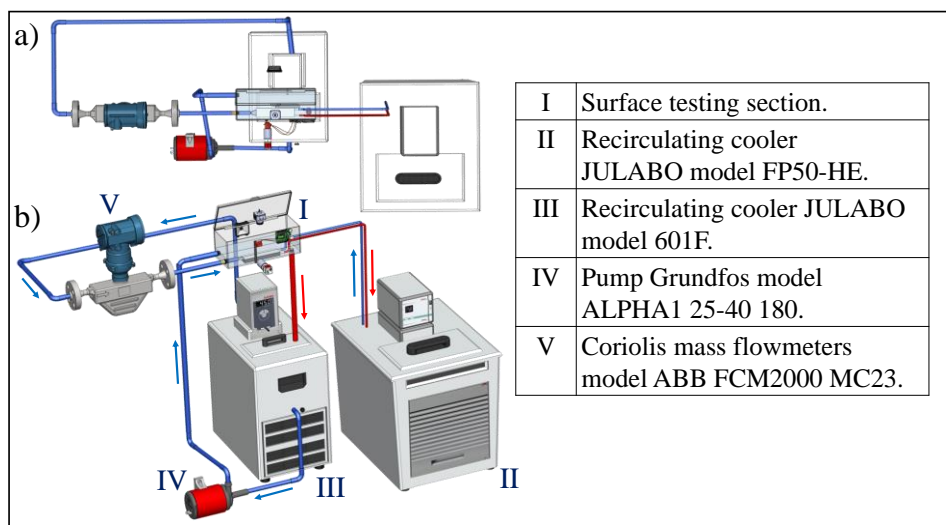 a)
I Surface testing section.
II Recirculating cooler
JULABO model FP50-HE.
III Recirculating cooler JULABO
model 601F.
IV Pump Grundfos model
ALPHA1 25-40 180.
V Coriolis mass flowmeters
model ABB FCM2000 MC23.
b)
V
I
IV
III
II